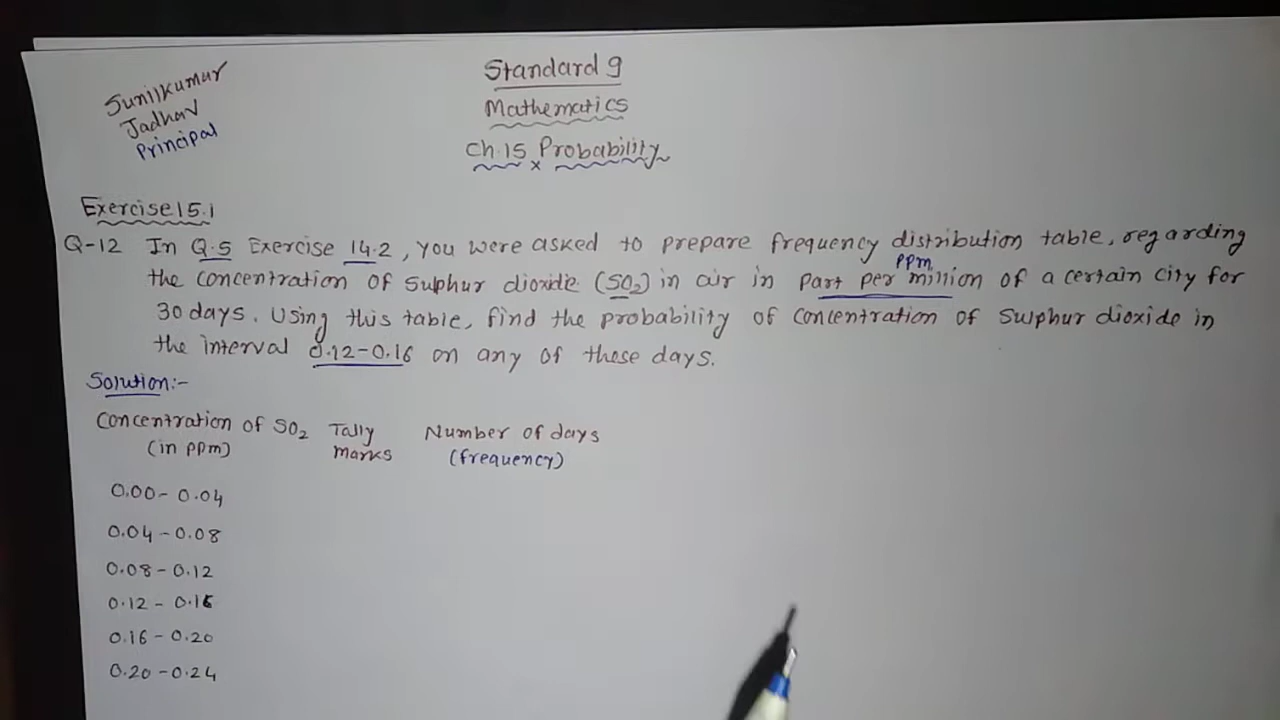 Sunilkumar
Jadhav
Principal
Standard 9
Mathematics
Ch.15 Probability
x
Exercise 15.1
Q-12 In Q.5 Exercise 14.2, you were asked to prepare frequency distribution table, regarding
PPm
the concentration of Sulphur dioxide (SO2) in air in Part per million of a certain city for
30 days. Using this table, find the probability of concentration of Sulphur dioxide in
the interval 0.12-0.16 on any of these days.
Solution:-
Concentration of SO2 Tally Number of days
(in ppm) marks (frequency)
0.00 - 0.04
0.04 - 0.08
0.08 - 0.12
0.12 - 0.16
0.16 - 0.20
0.20 - 0.24